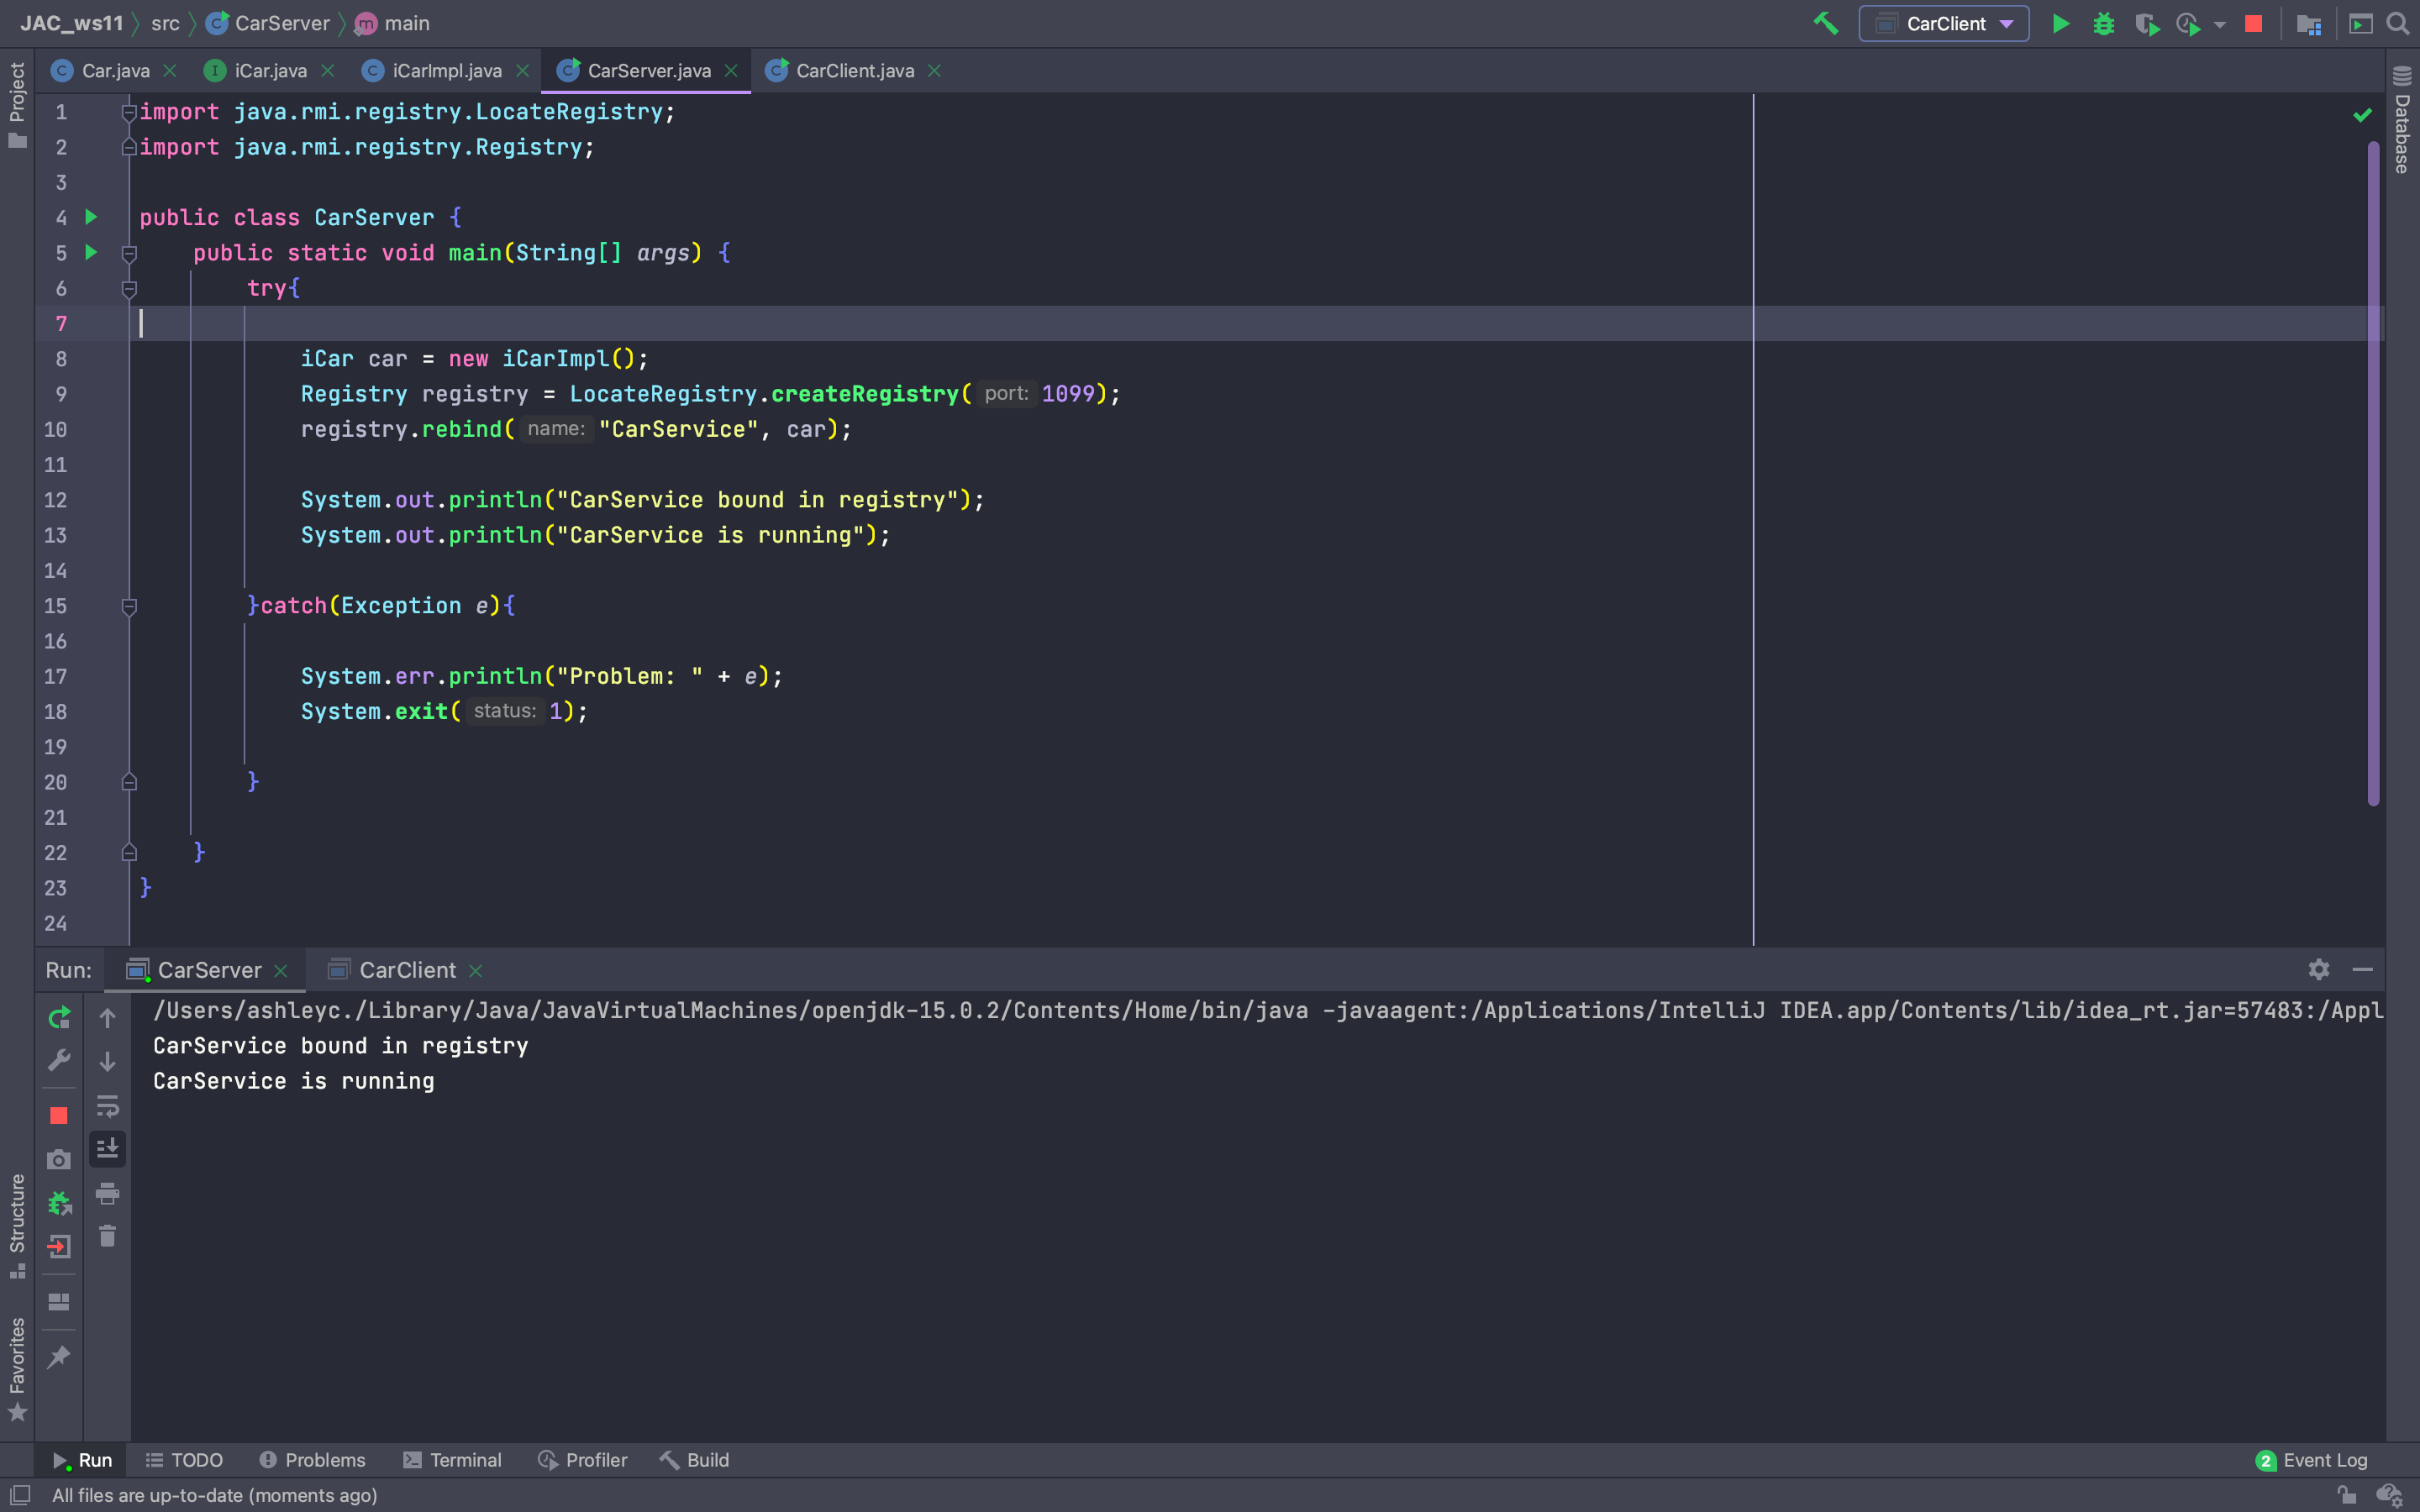 JAC_ws11 src CarServer main
CarClient
Car.java iCar.java iCarImpl.java CarServer.java CarClient.java
Project
Database
1 import java.rmi.registry.LocateRegistry;
2 import java.rmi.registry.Registry;
3
4 public class CarServer {
5 public static void main(String[] args) {
6 try{
7
8 iCar car = new iCarImpl();
9 Registry registry = LocateRegistry.createRegistry( port: 1099);
10 registry.rebind( name: "CarService", car);
11
12 System.out.println("CarService bound in registry");
13 System.out.println("CarService is running");
14
15 }catch(Exception e){
16
17 System.err.println("Problem: " + e);
18 System.exit( status: 1);
19
20 }
21
22 }
23 }
24
Run: CarServer CarClient
/Users/ashleyc./Library/Java/JavaVirtualMachines/openjdk-15.0.2/Contents/Home/bin/java -javaagent:/Applications/IntelliJ IDEA.app/Contents/lib/idea_rt.jar=57483:/Appl
CarService bound in registry
CarService is running
Structure
Favorites
Run TODO Problems Terminal Profiler Build 2 Event Log
All files are up-to-date (moments ago)